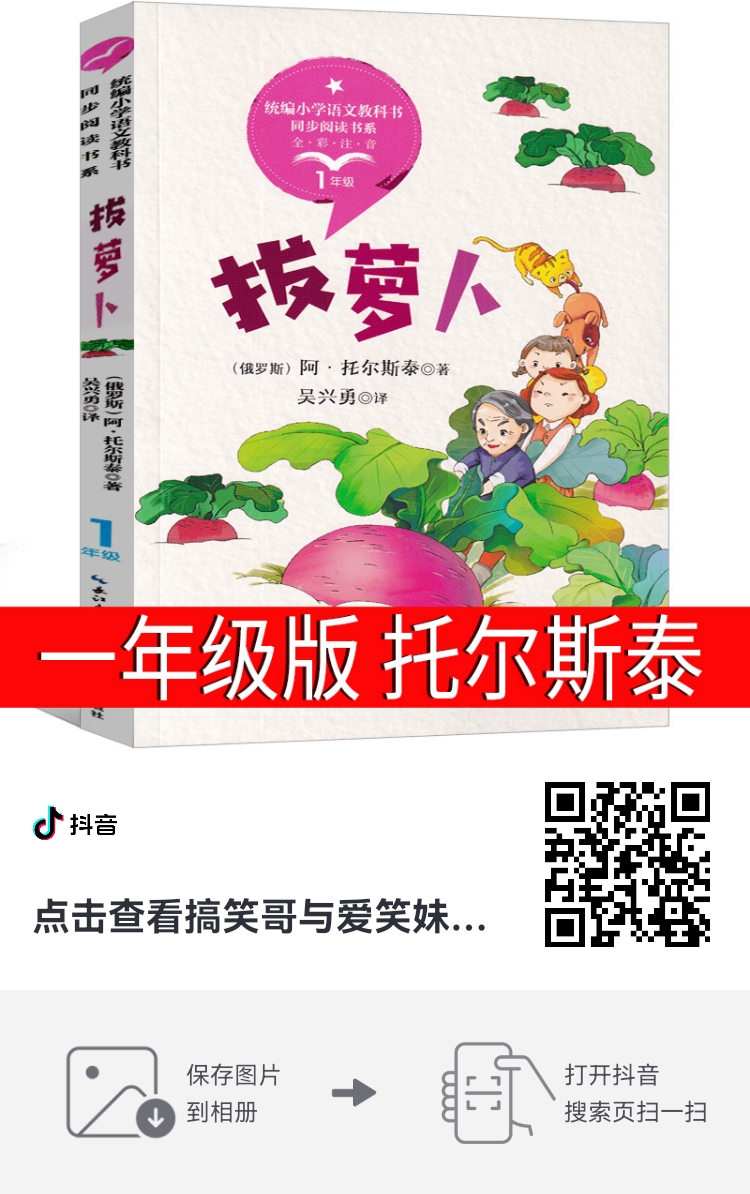 统编小学语文教科书
同步阅读书系
拔萝卜
(俄罗斯)阿·托尔斯泰◎著
吴兴勇◎译
1
年级
长江
社
统编小学语文教科书
同步阅读书系
全·彩·注·音
1年级
拔萝卜
(俄罗斯)阿·托尔斯泰◎著
吴兴勇◎译
一年级版 托尔斯泰
抖音
点击查看搞笑哥与爱笑妹...
保存图片
到相册
打开抖音
搜索页扫一扫